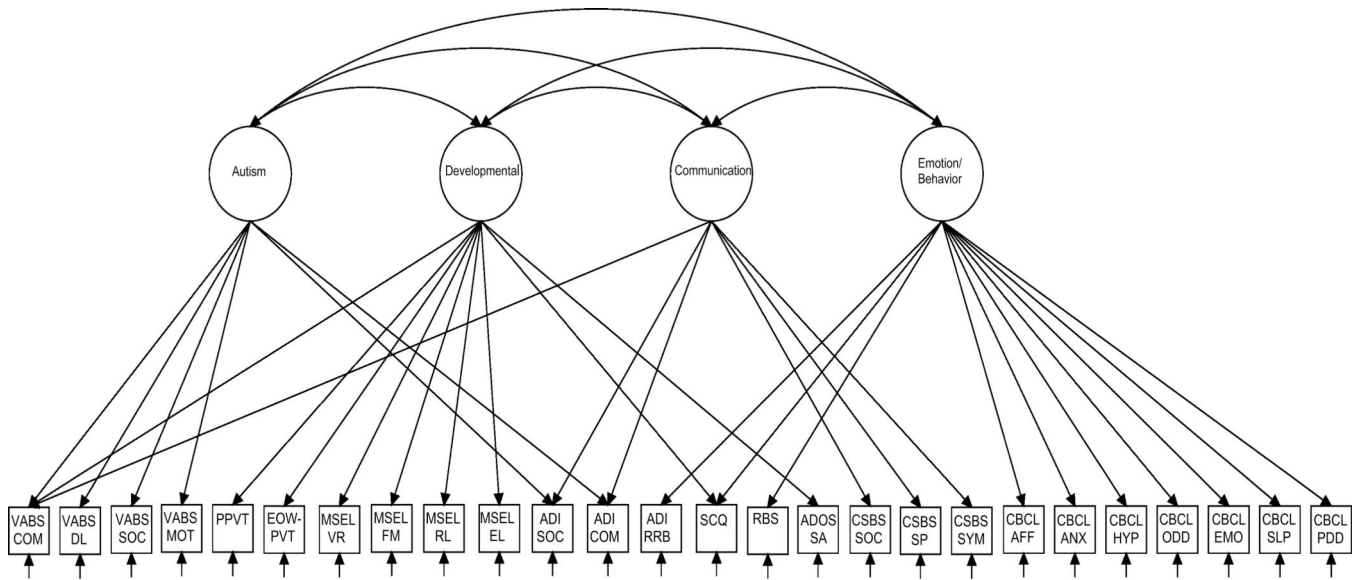 Autism
Developmental
Communication
Emotion/
Behavior
VABS
COM
VABS
DL
VABS
SOC
VABS
MOT
PPVT
EOW-
PVT
MSEL
VR
MSEL
FM
MSEL
RL
MSEL
EL
ADI
SOC
ADI
COM
ADI
RRB
SCQ
RBS
ADOS
SA
CSBS
SOC
CSBS
SP
CSBS
SYM
CBCL
AFF
CBCL
ANX
CBCL
HYP
CBCL
ODD
CBCL
EMO
CBCL
SLP
CBCL
PDD